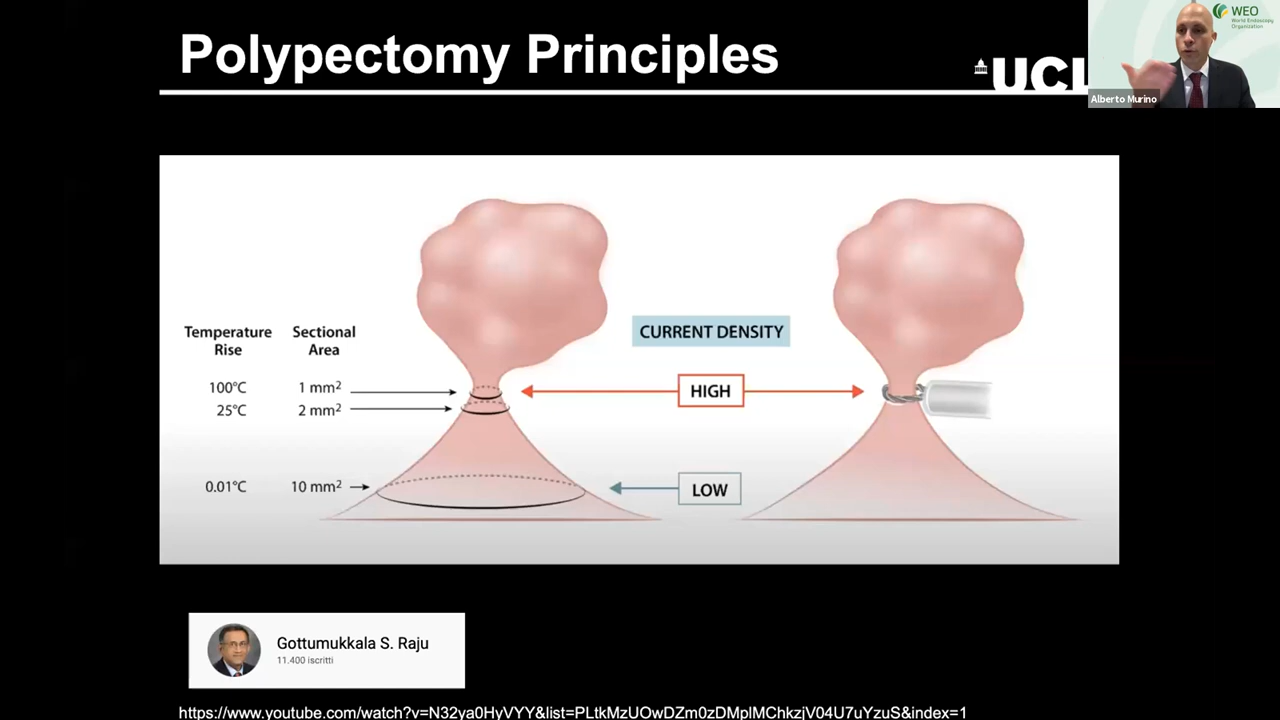 Polypectomy Principles
UCL
WEO
World Endoscopy
Organization
Alberto Murino
Temperature Rise
Sectional Area
CURRENT DENSITY
100°C 1 mm²
HIGH
25°C 2 mm²
0.01°C 10 mm²
LOW
Gottumukkala S. Raju
11.400 iscritti
https://www.youtube.com/watch?v=N32ya0HyVYY&list=PLtkMzUOwDZm0zDMplMChkzjV04U7uYzuS&index=1